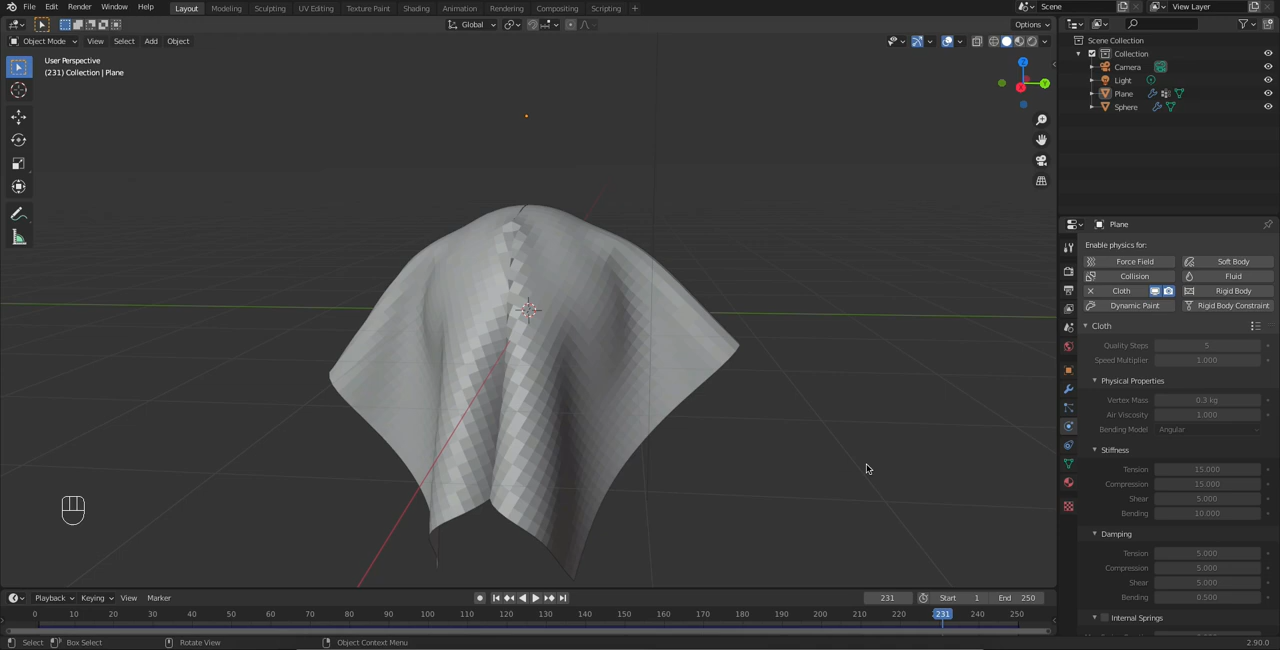 File Edit Render Window Help Layout Modeling Sculpting UV Editing Texture Paint Shading Animation Rendering Compositing Scripting + Scene View Layer
Global Options
Object Mode View Select Add Object
User Perspective
(231) Collection | Plane
Z
Y
X
Scene Collection
Collection
Camera
Light
Plane
Sphere
Plane
Enable physics for:
Force Field Soft Body
Collision Fluid
Cloth Rigid Body
Dynamic Paint Rigid Body Constraint
Cloth
Quality Steps 5
Speed Multiplier 1.000
Physical Properties
Vertex Mass 0.3 kg
Air Viscosity 1.000
Bending Model Angular
Stiffness
Tension 15.000
Compression 15.000
Shear 5.000
Bending 10.000
Damping
Tension 5.000
Compression 5.000
Shear 5.000
Bending 0.500
Internal Springs
Playback Keying View Marker 231 Start 1 End 250
0 10 20 30 40 50 60 70 80 90 100 110 120 130 140 150 160 170 180 190 200 210 220 231 240 250
Select Box Select Rotate View Object Context Menu 2.90.0